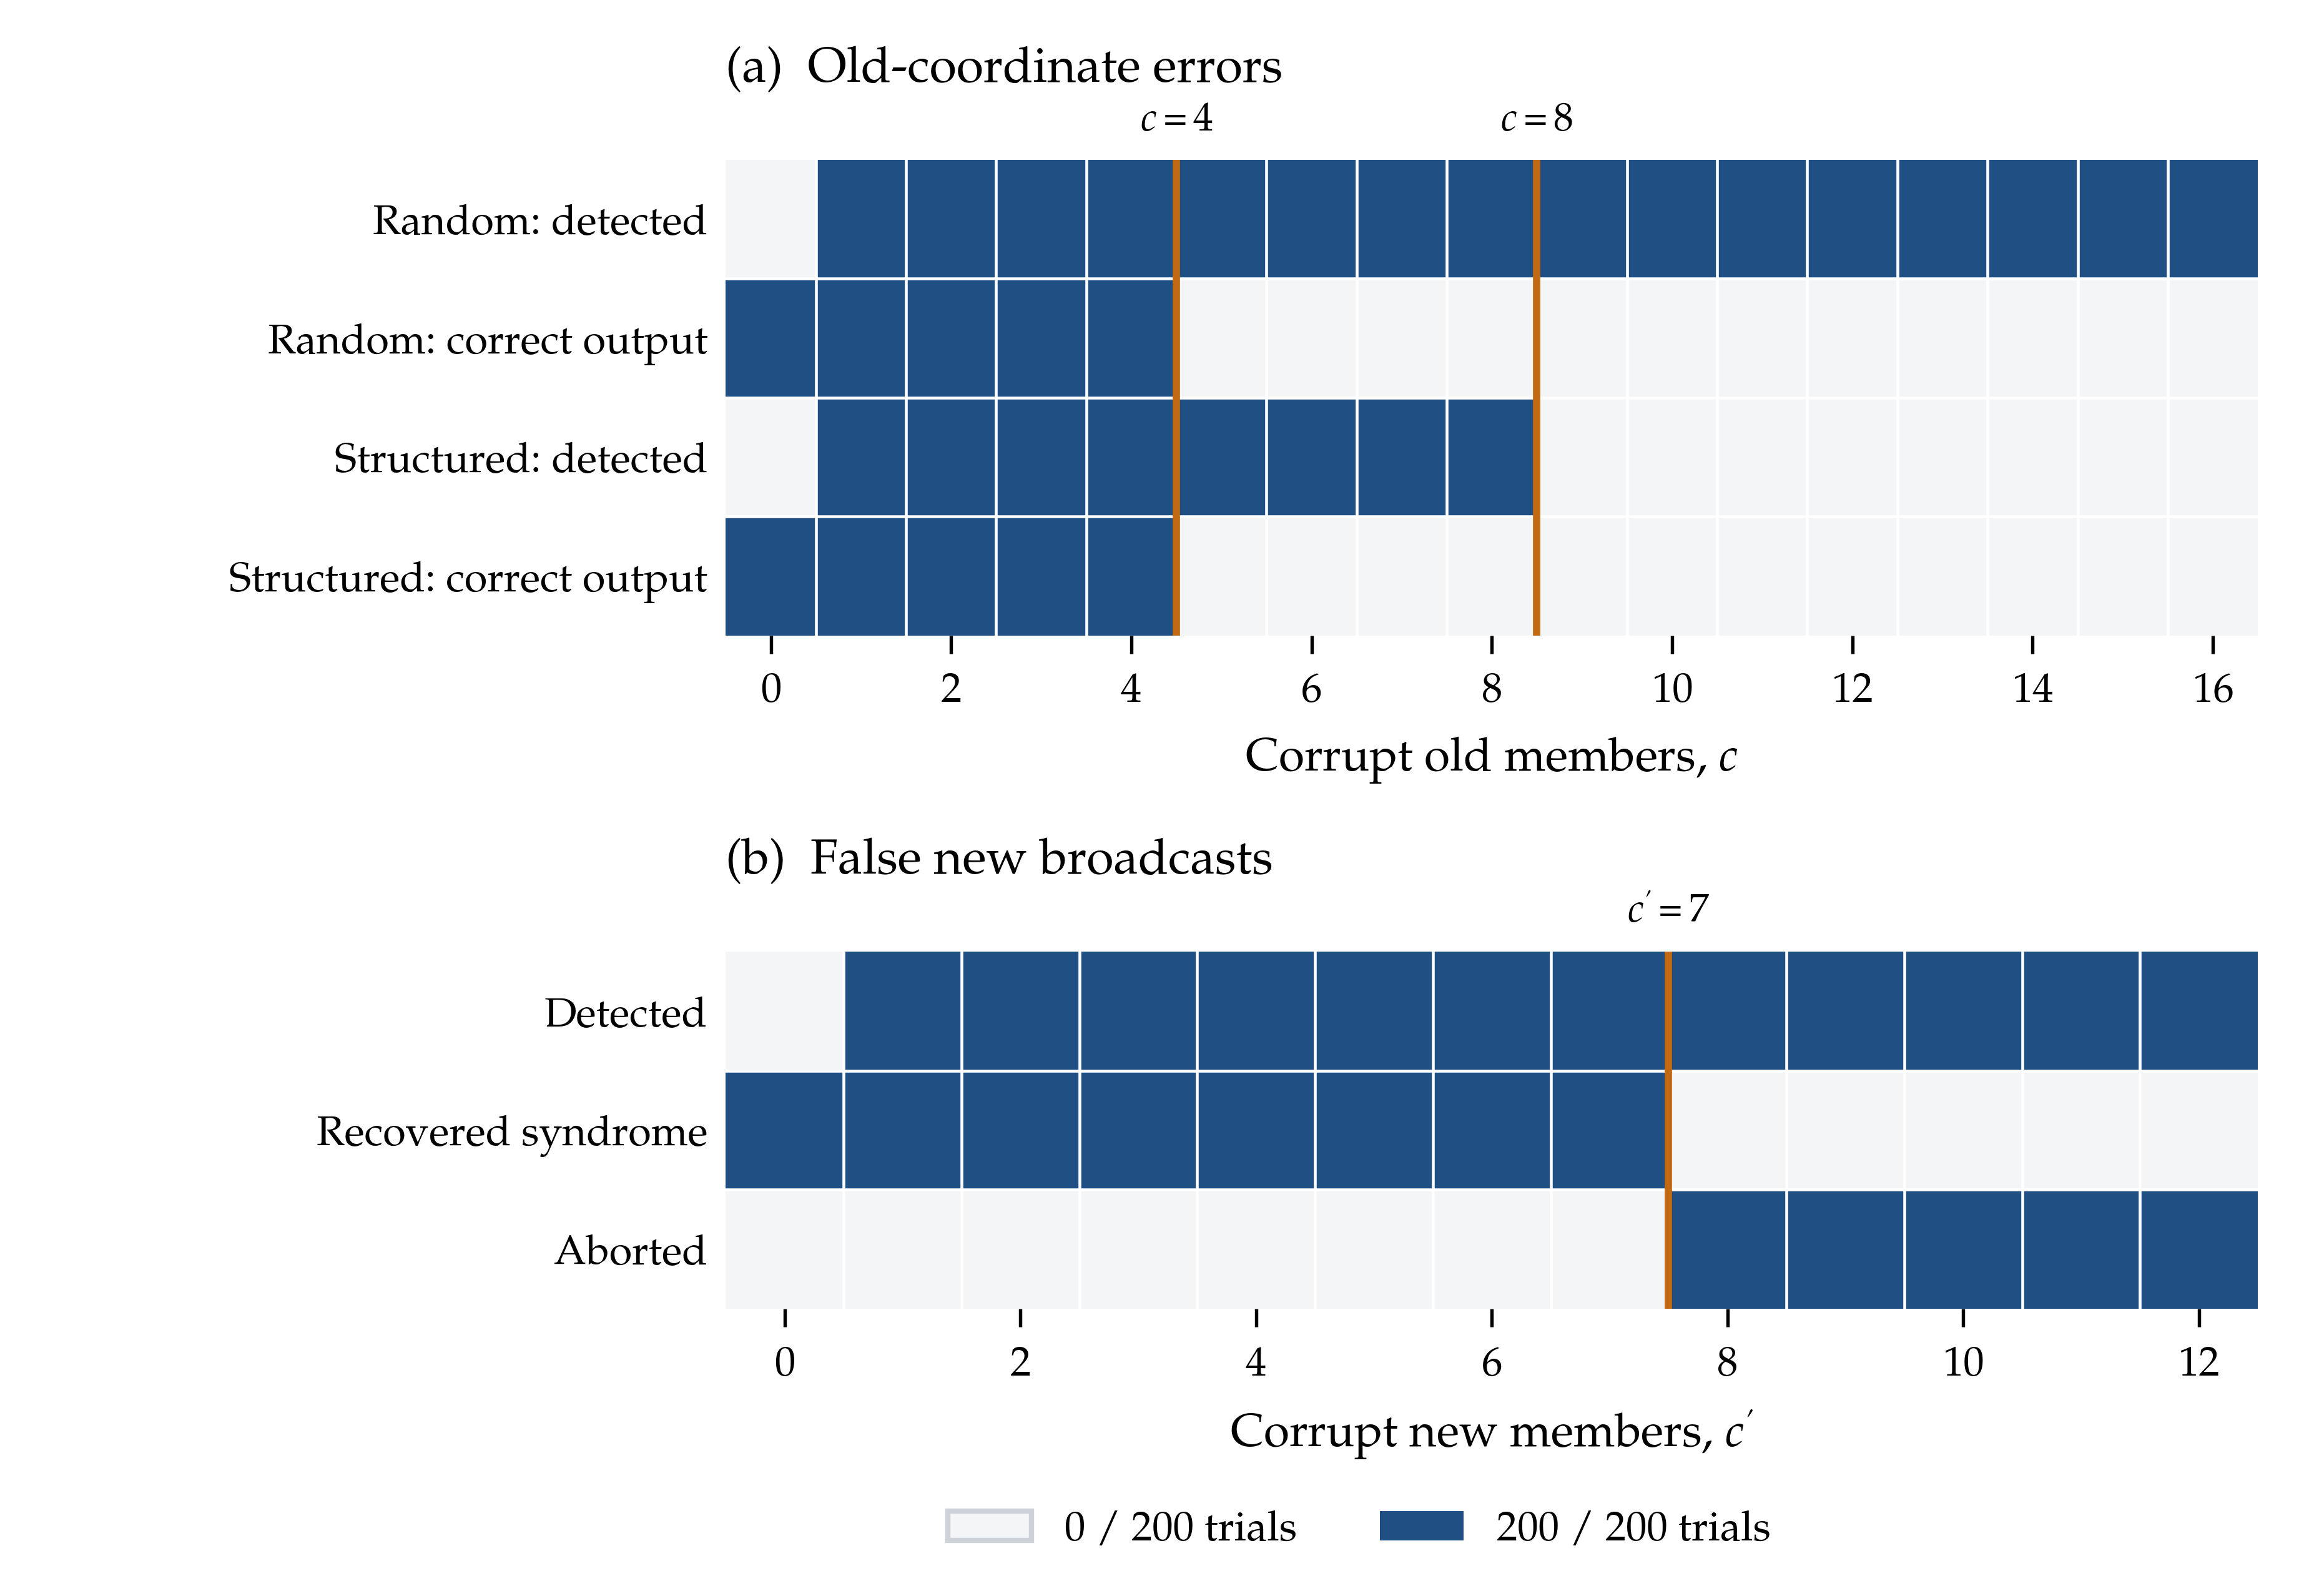 (a) Old-coordinate errors
c = 4
c = 8
Random: detected
Random: correct output
Structured: detected
Structured: correct output
0 2 4 6 8 10 12 14 16
Corrupt old members, c
(b) False new broadcasts
c′ = 7
Detected
Recovered syndrome
Aborted
0 2 4 6 8 10 12
Corrupt new members, c′
0 / 200 trials
200 / 200 trials